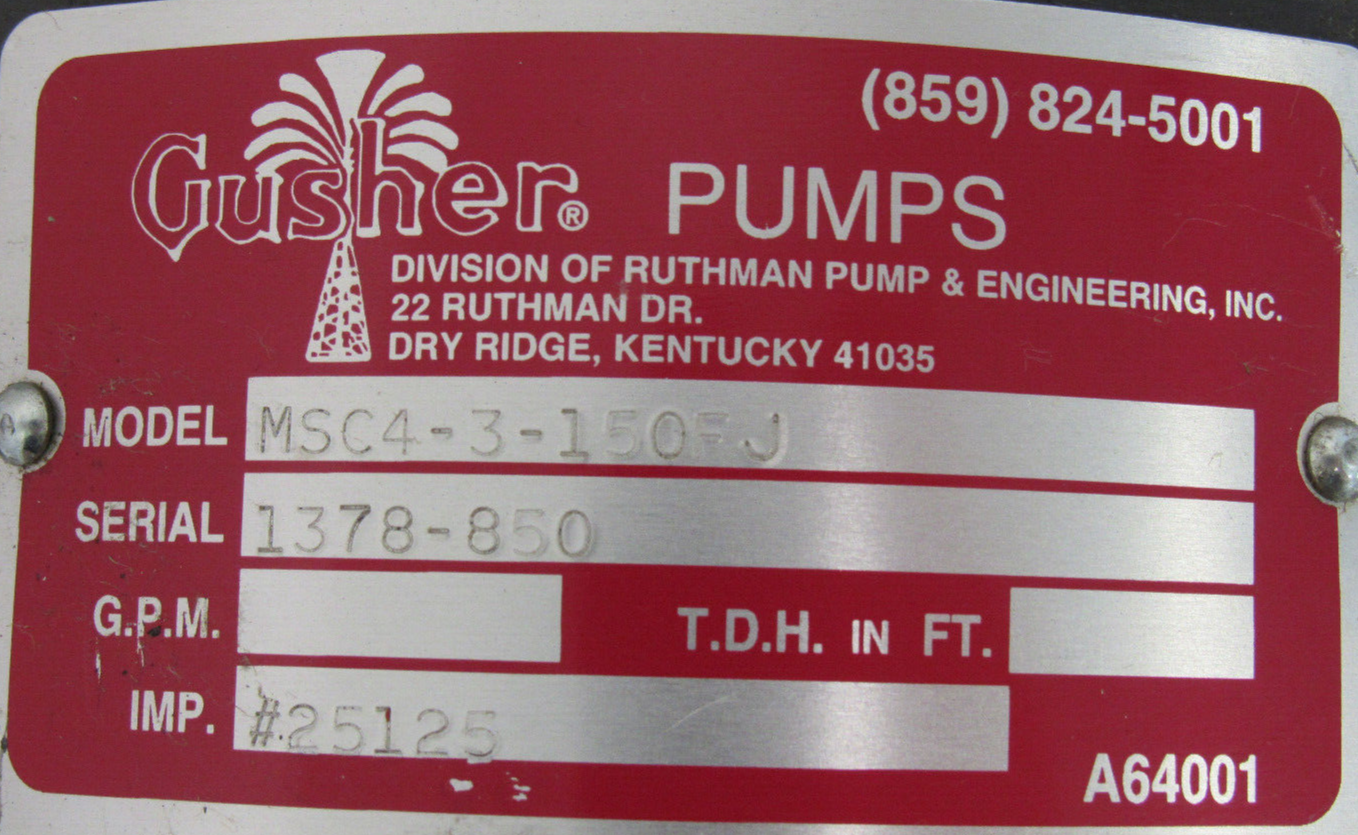 (859) 824-5001
Gusher® PUMPS
DIVISION OF RUTHMAN PUMP & ENGINEERING, INC.
22 RUTHMAN DR.
DRY RIDGE, KENTUCKY 41035
MODEL MSC4-3-150FJ
SERIAL 1378-850
G.P.M. T.D.H. IN FT.
IMP. #25125
A64001